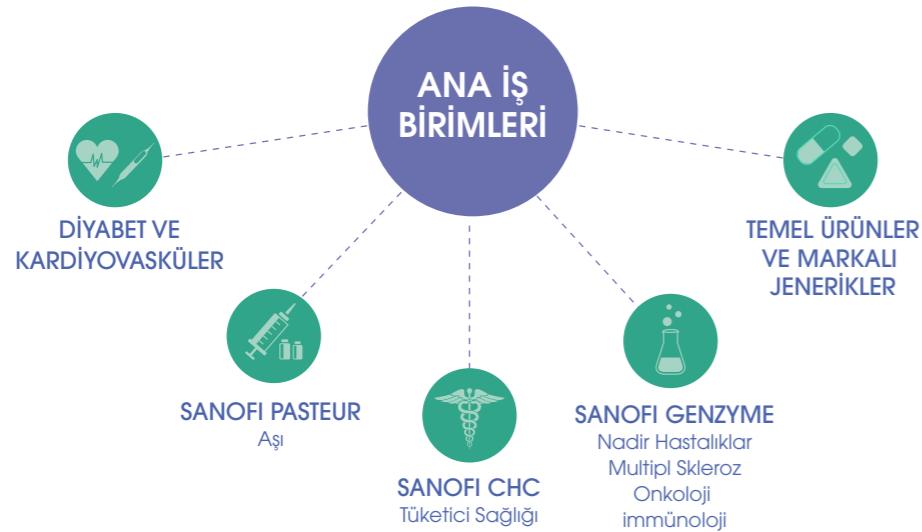 ANA İŞ
BİRİMLERİ
DİYABET VE
KARDİYOVASKÜLER
SANOFI PASTEUR
Aşı
SANOFI CHC
Tüketici Sağlığı
SANOFI GENZYME
Nadir Hastalıklar
Multipl Skleroz
Onkoloji
immünoloji
TEMEL ÜRÜNLER
VE MARKALI
JENERİKLER